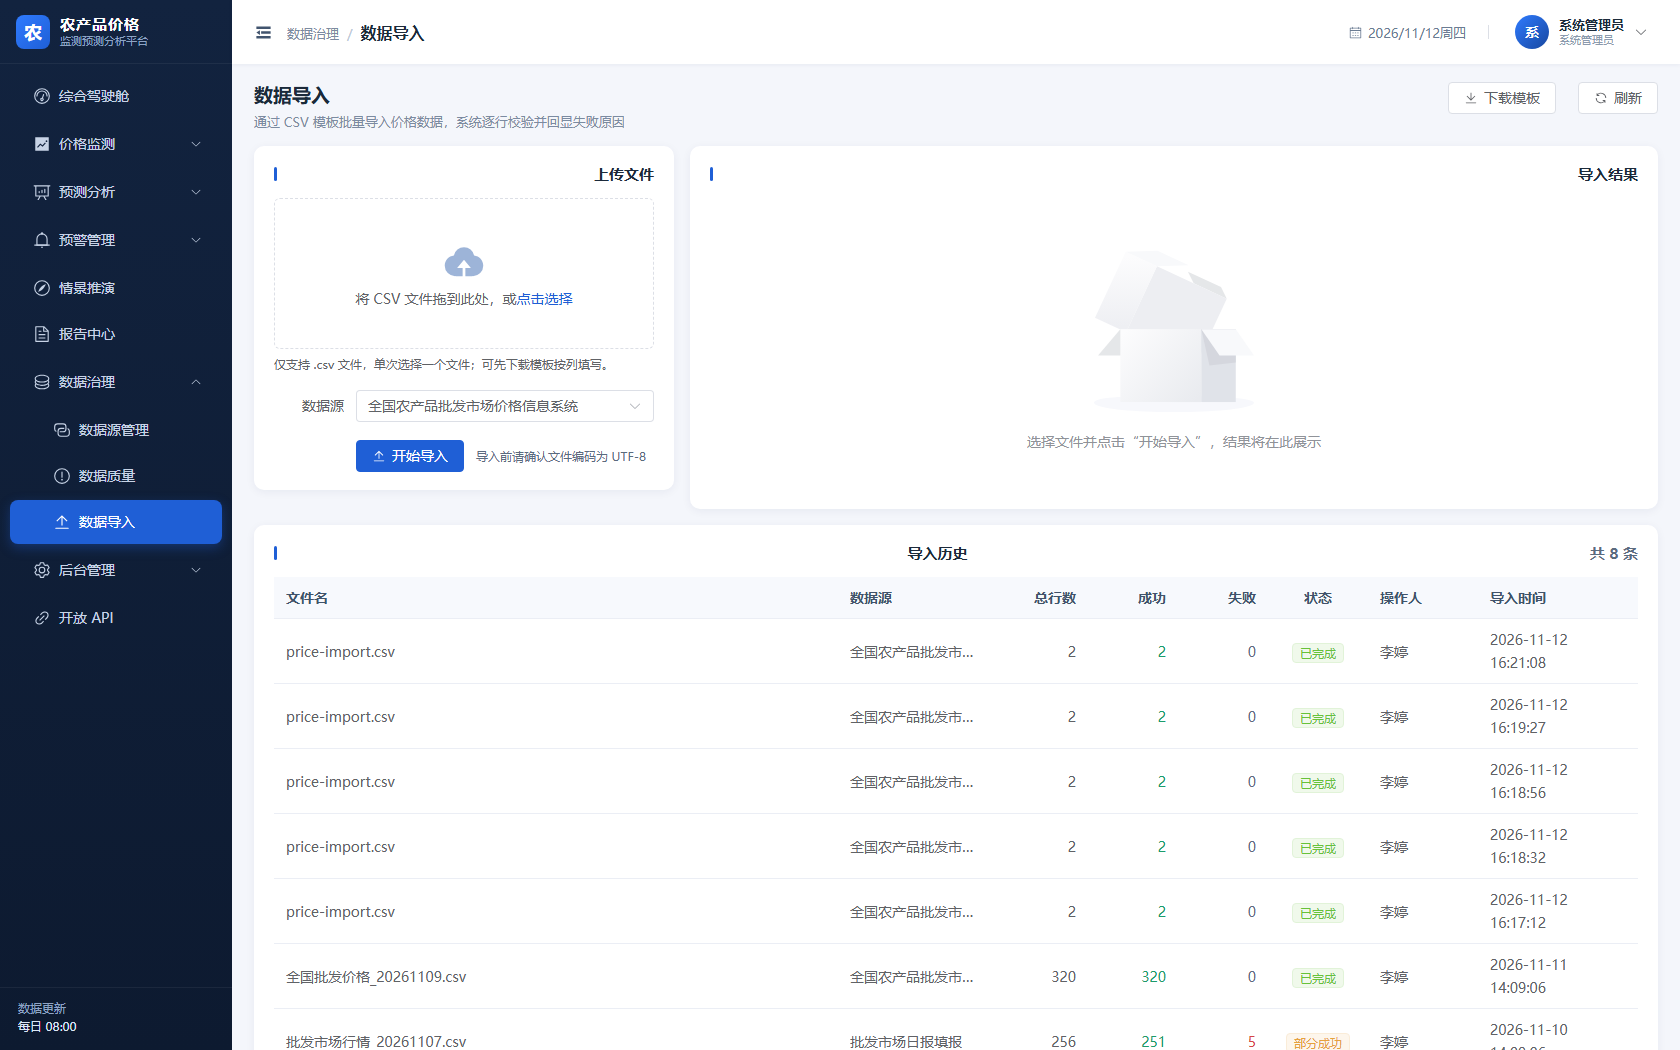 农
农产品价格
监测预测分析平台
综合驾驶舱
价格监测
预测分析
预警管理
情景推演
报告中心
数据治理
数据源管理
数据质量
数据导入
后台管理
开放 API
数据更新
每日 08:00
数据治理 / 数据导入
2026/11/12周四
系
系统管理员
系统管理员
数据导入
通过 CSV 模板批量导入价格数据，系统逐行校验并回显失败原因
下载模板
刷新
上传文件
将 CSV 文件拖到此处，或点击选择
仅支持 .csv 文件，单次选择一个文件；可先下载模板按列填写。
数据源
全国农产品批发市场价格信息系统
开始导入
导入前请确认文件编码为 UTF-8
导入结果
选择文件并点击“开始导入”，结果将在此展示
导入历史
共 8 条
文件名 数据源 总行数 成功 失败 状态 操作人 导入时间
price-import.csv 全国农产品批发市... 2 2 0 已完成 李婷 2026-11-12
16:21:08
price-import.csv 全国农产品批发市... 2 2 0 已完成 李婷 2026-11-12
16:19:27
price-import.csv 全国农产品批发市... 2 2 0 已完成 李婷 2026-11-12
16:18:56
price-import.csv 全国农产品批发市... 2 2 0 已完成 李婷 2026-11-12
16:18:32
price-import.csv 全国农产品批发市... 2 2 0 已完成 李婷 2026-11-12
16:17:12
全国批发价格_20261109.csv 全国农产品批发市... 320 320 0 已完成 李婷 2026-11-11
14:09:06
批发市场行情_20261107.csv 批发市场日报填报 256 251 5 部分成功 李婷 2026-11-10